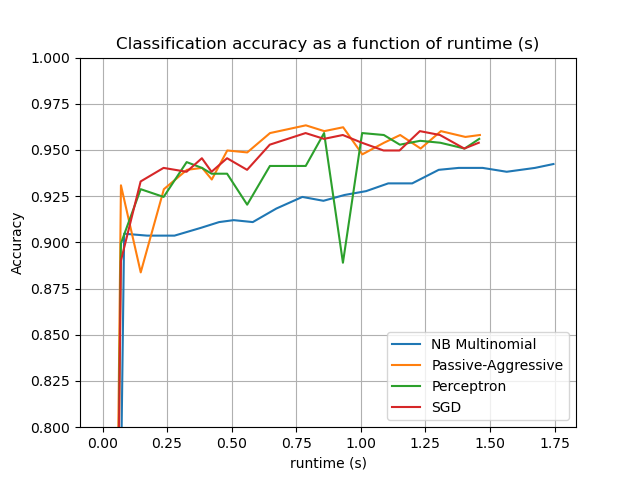 Classification accuracy as a function of runtime (s)
1.000
0.975
0.950
0.925
0.900
0.875
0.850
0.825
0.800
Accuracy
NB Multinomial
Passive-Aggressive
Perceptron
SGD
0.00 0.25 0.50 0.75 1.00 1.25 1.50 1.75
runtime (s)